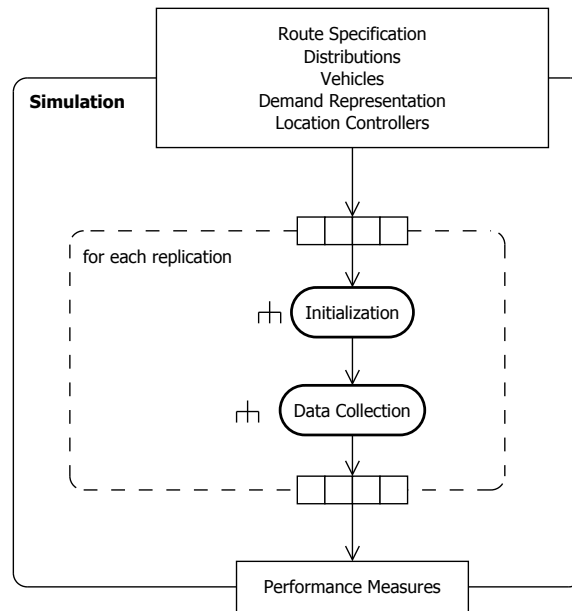 Route Specification
Distributions
Vehicles
Demand Representation
Location Controllers
Simulation
for each replication
Initialization
Data Collection
Performance Measures